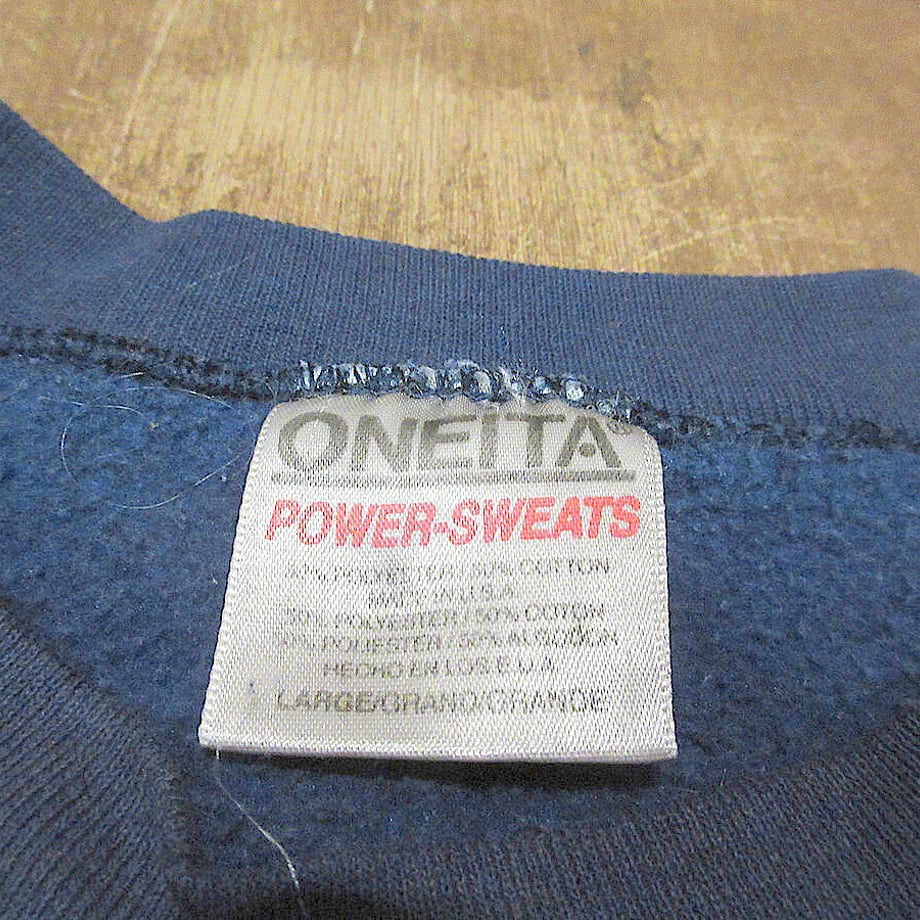 ONEITA®
POWER-SWEATS
50% POLYESTER / 50% COTTON
MADE IN U.S.A.
50% POLYESTER / 50% COTON
50% POLIESTER / 50% ALGODON
HECHO EN LOS E.U.A.
LARGE/GRAND/GRANDE